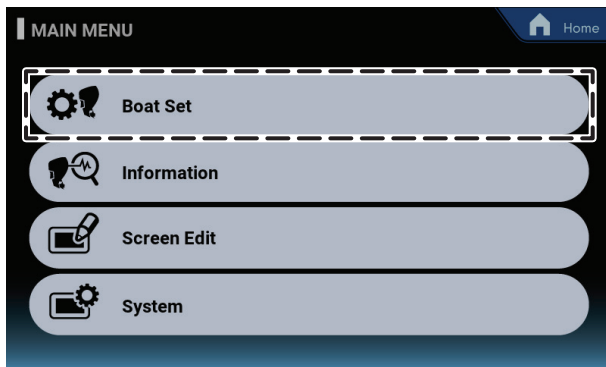 MAIN MENU
Home
Boat Set
Information
Screen Edit
System